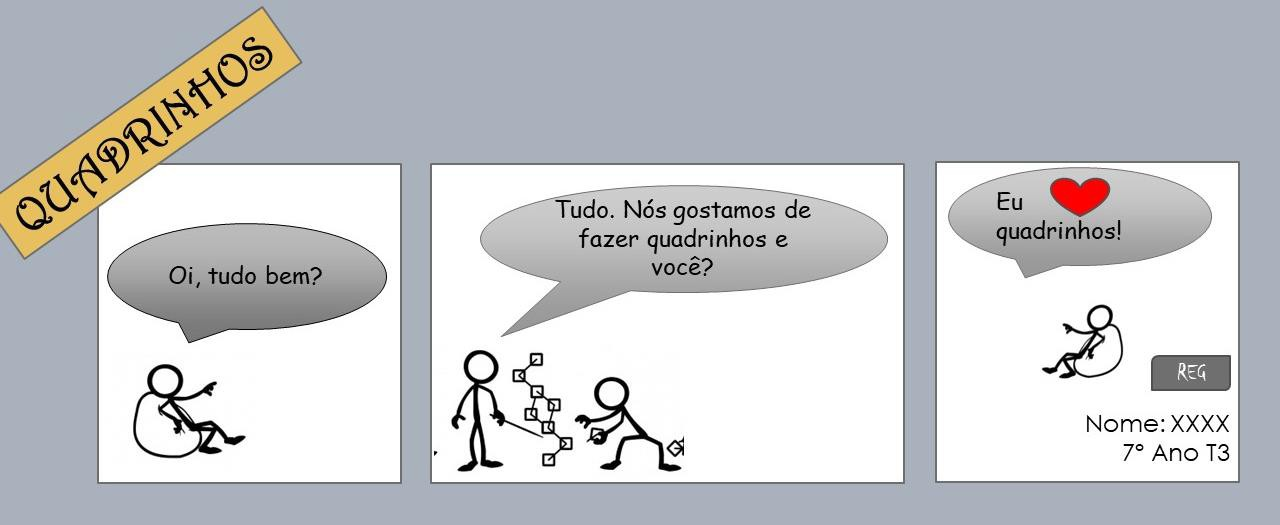 QUADRINHOS
Oi, tudo bem?
Tudo. Nós gostamos de
fazer quadrinhos e
você?
Eu
quadrinhos!
REG
Nome: XXXX
7º Ano T3